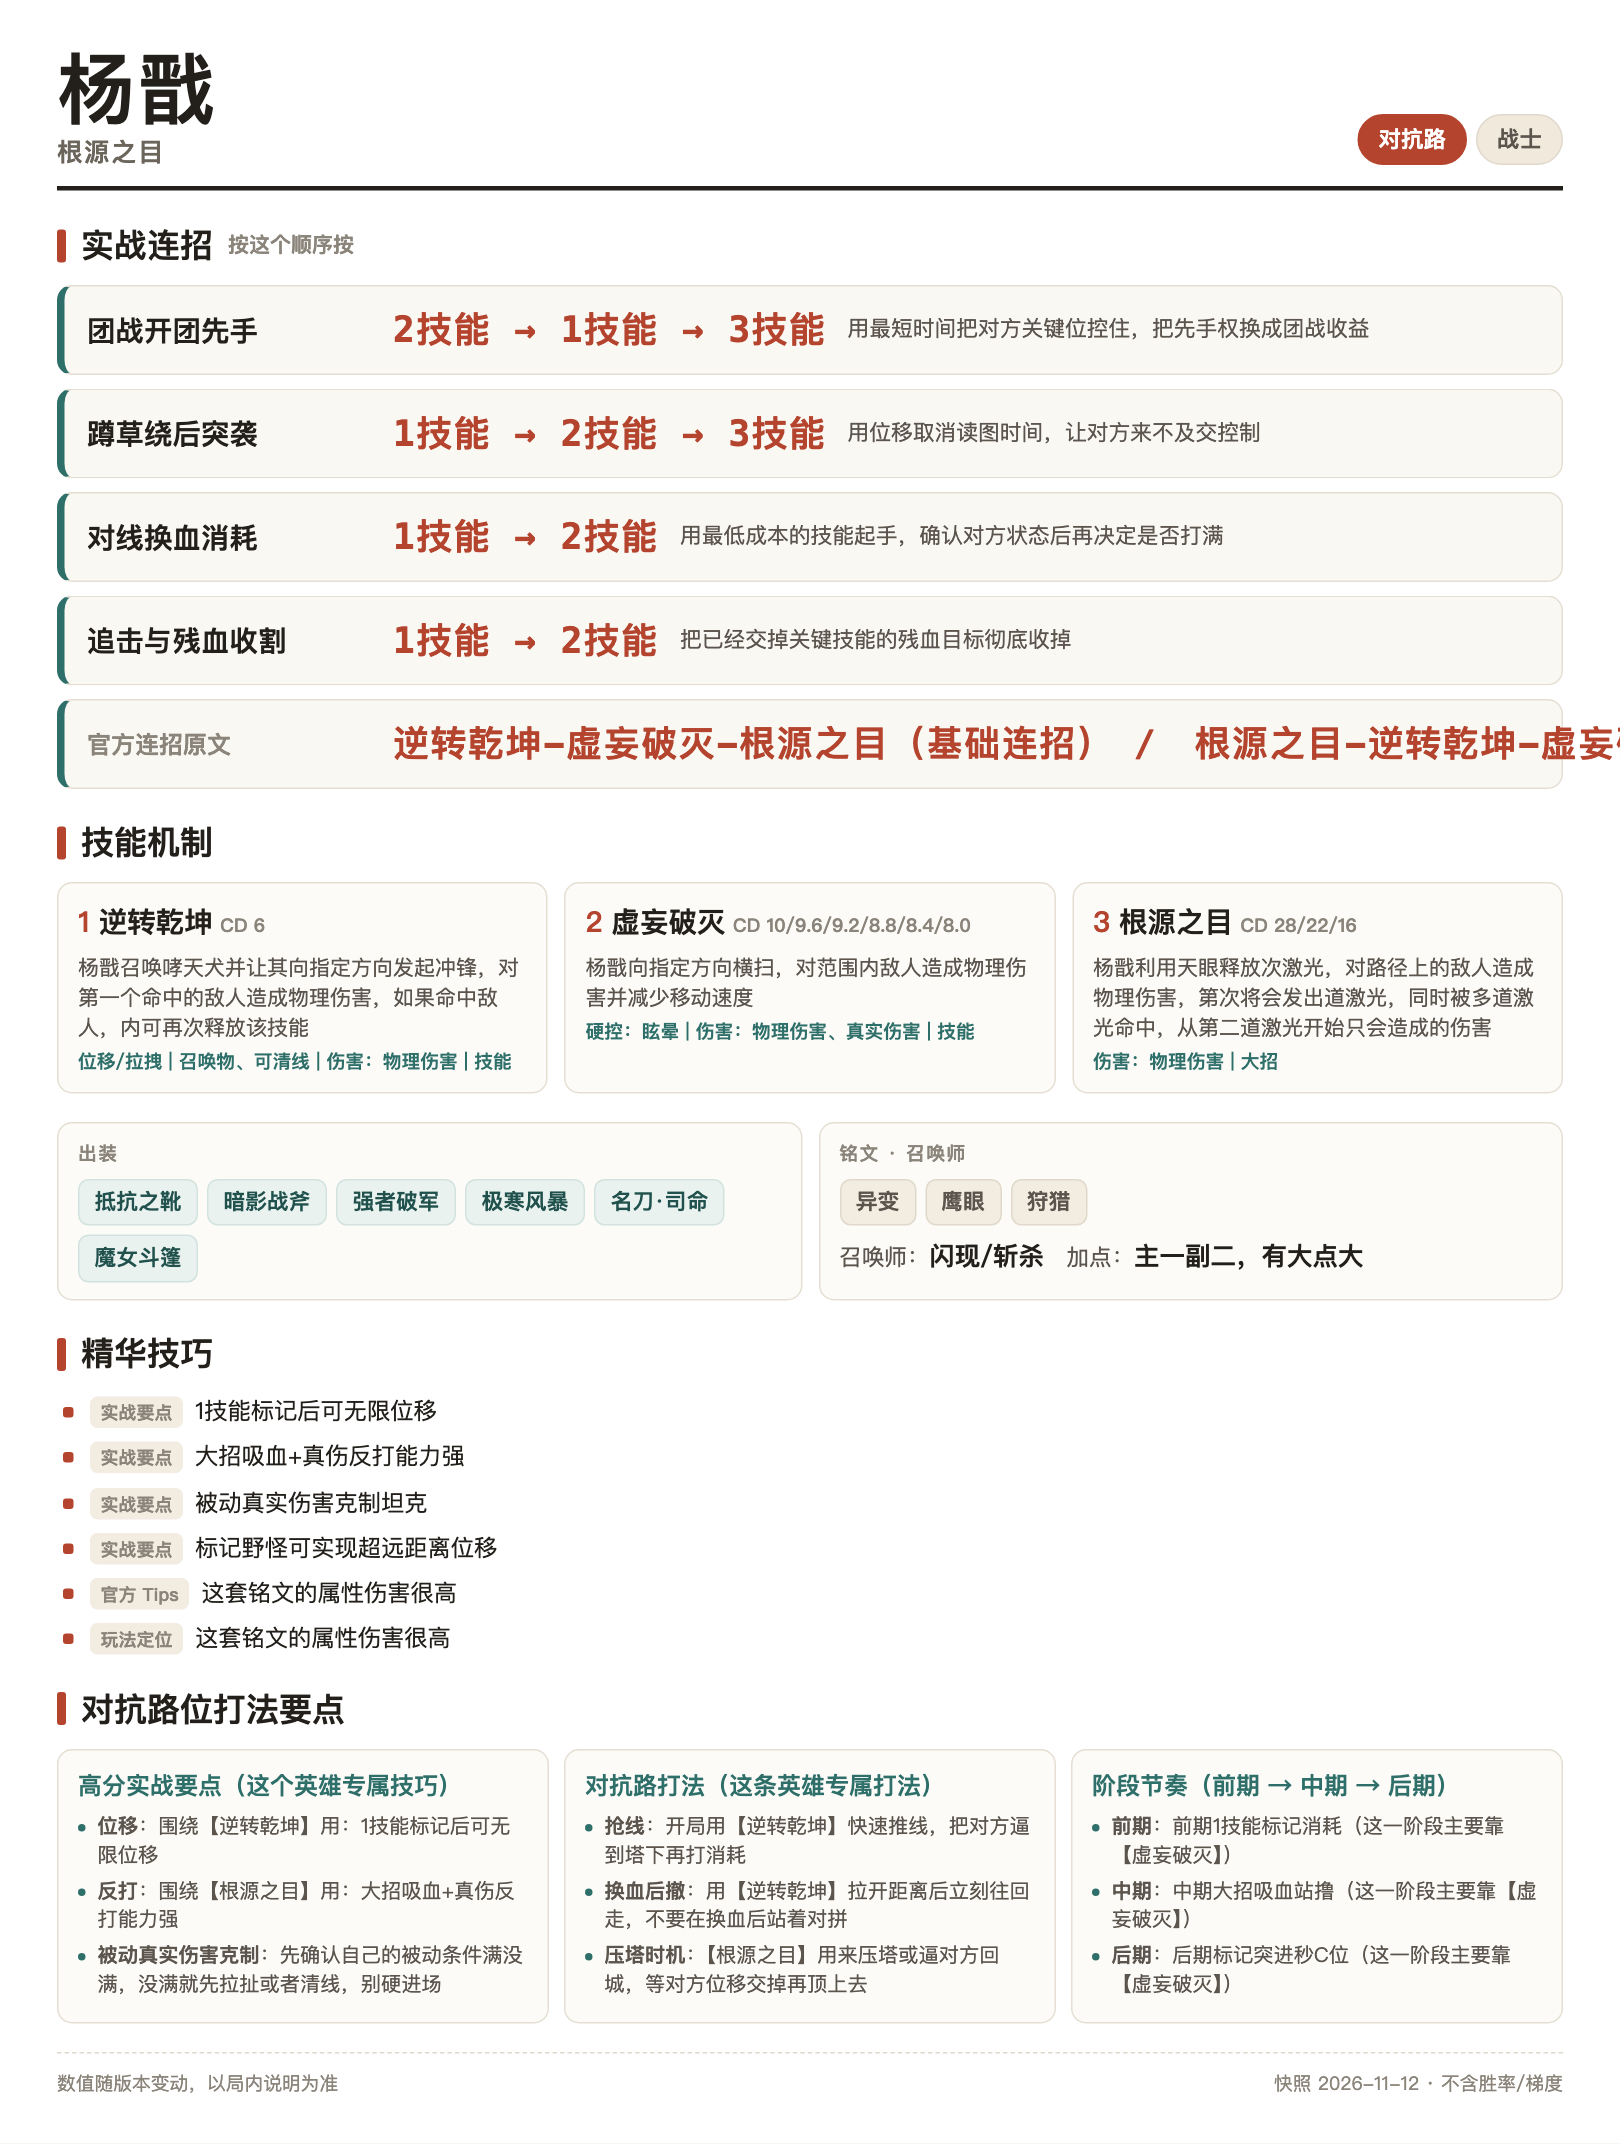 杨戬
根源之目
对抗路 战士
实战连招 按这个顺序按
团战开团先手 2技能 → 1技能 → 3技能 用最短时间把对方关键位控住，把先手权换成团战收益
蹲草绕后突袭 1技能 → 2技能 → 3技能 用位移取消读图时间，让对方来不及交控制
对线换血消耗 1技能 → 2技能 用最低成本的技能起手，确认对方状态后再决定是否打满
追击与残血收割 1技能 → 2技能 把已经交掉关键技能的残血目标彻底收掉
官方连招原文 逆转乾坤–虚妄破灭–根源之目（基础连招） / 根源之目–逆转乾坤–虚妄
技能机制
1 逆转乾坤 CD 6
杨戬召唤哮天犬并让其向指定方向发起冲锋，对
第一个命中的敌人造成物理伤害，如果命中敌
人，内可再次释放该技能
位移/拉拽 | 召唤物、可清线 | 伤害：物理伤害 | 技能
2 虚妄破灭 CD 10/9.6/9.2/8.8/8.4/8.0
杨戬向指定方向横扫，对范围内敌人造成物理伤
害并减少移动速度
硬控：眩晕 | 伤害：物理伤害、真实伤害 | 技能
3 根源之目 CD 28/22/16
杨戬利用天眼释放次激光，对路径上的敌人造成
物理伤害，第次将会发出道激光，同时被多道激
光命中，从第二道激光开始只会造成的伤害
伤害：物理伤害 | 大招
出装
抵抗之靴 暗影战斧 强者破军 极寒风暴 名刀·司命
魔女斗篷
铭文 · 召唤师
异变 鹰眼 狩猎
召唤师：闪现/斩杀 加点：主一副二，有大点大
精华技巧
实战要点 1技能标记后可无限位移
实战要点 大招吸血+真伤反打能力强
实战要点 被动真实伤害克制坦克
实战要点 标记野怪可实现超远距离位移
官方 Tips 这套铭文的属性伤害很高
玩法定位 这套铭文的属性伤害很高
对抗路位打法要点
高分实战要点（这个英雄专属技巧）
位移：围绕【逆转乾坤】用：1技能标记后可无
限位移
反打：围绕【根源之目】用：大招吸血+真伤反
打能力强
被动真实伤害克制：先确认自己的被动条件满没
满，没满就先拉扯或者清线，别硬进场
对抗路打法（这条英雄专属打法）
抢线：开局用【逆转乾坤】快速推线，把对方逼
到塔下再打消耗
换血后撤：用【逆转乾坤】拉开距离后立刻往回
走，不要在换血后站着对拼
压塔时机：【根源之目】用来压塔或逼对方回
城，等对方位移交掉再顶上去
阶段节奏（前期 → 中期 → 后期）
前期：前期1技能标记消耗（这一阶段主要靠
【虚妄破灭】）
中期：中期大招吸血站撸（这一阶段主要靠【虚
妄破灭】）
后期：后期标记突进秒C位（这一阶段主要靠
【虚妄破灭】）
数值随版本变动，以局内说明为准
快照 2026–11–12 · 不含胜率/梯度